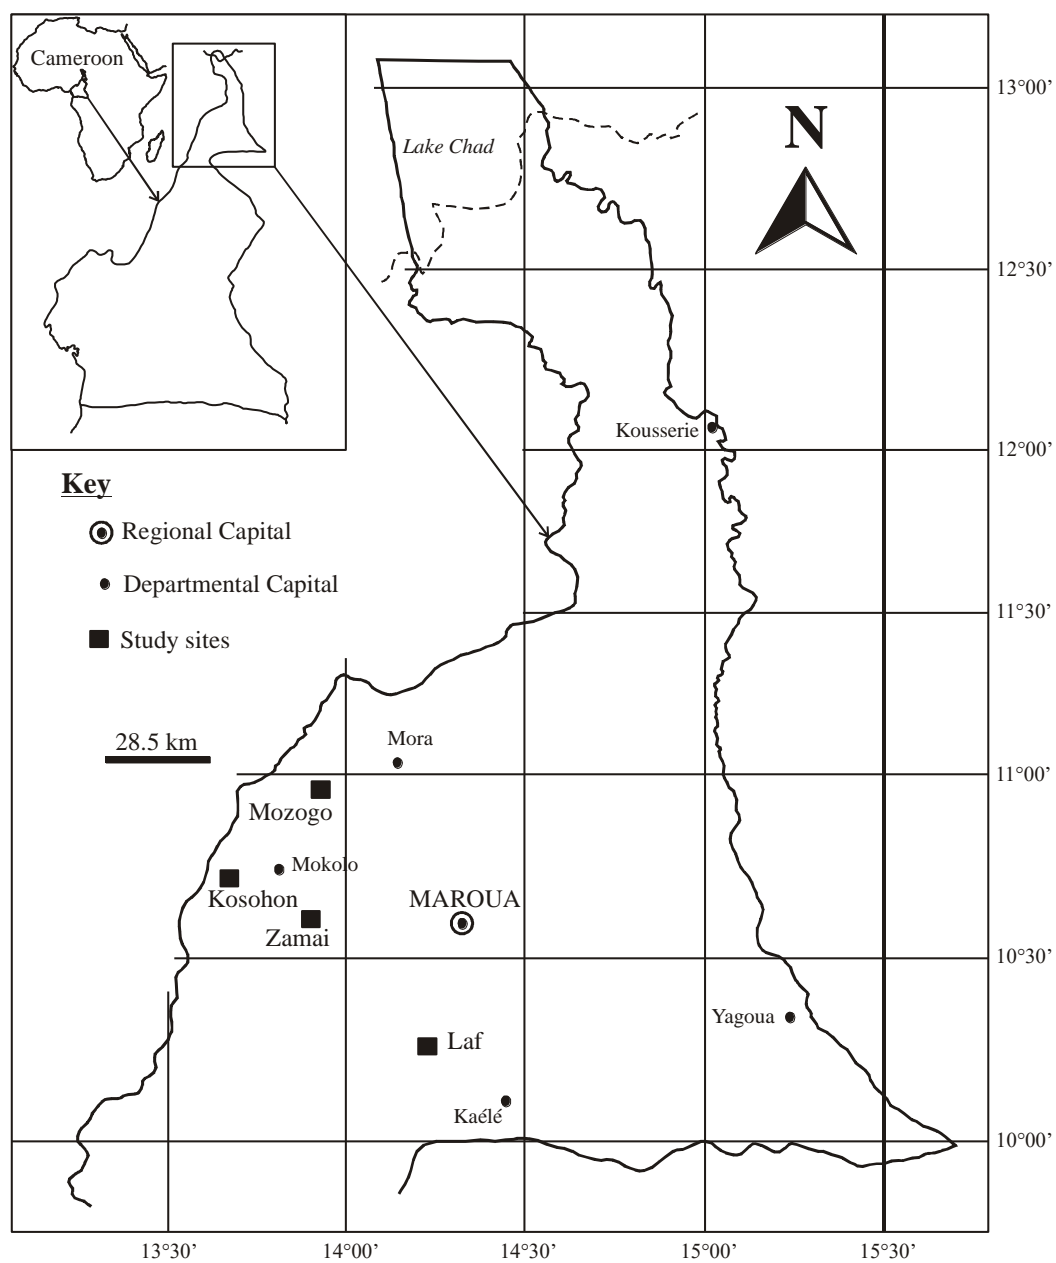 Cameroon
13°00’
N
Lake Chad
12°30’
Kousserie
12°00’
Key
Regional Capital
Departmental Capital
11°30’
Study sites
28.5 km
Mora
11°00’
Mozogo
Mokolo
Kosohon
MAROUA
Zamai
10°30’
Yagoua
Laf
Kaélé
10°00’
13°30’ 14°00’ 14°30’ 15°00’ 15°30’